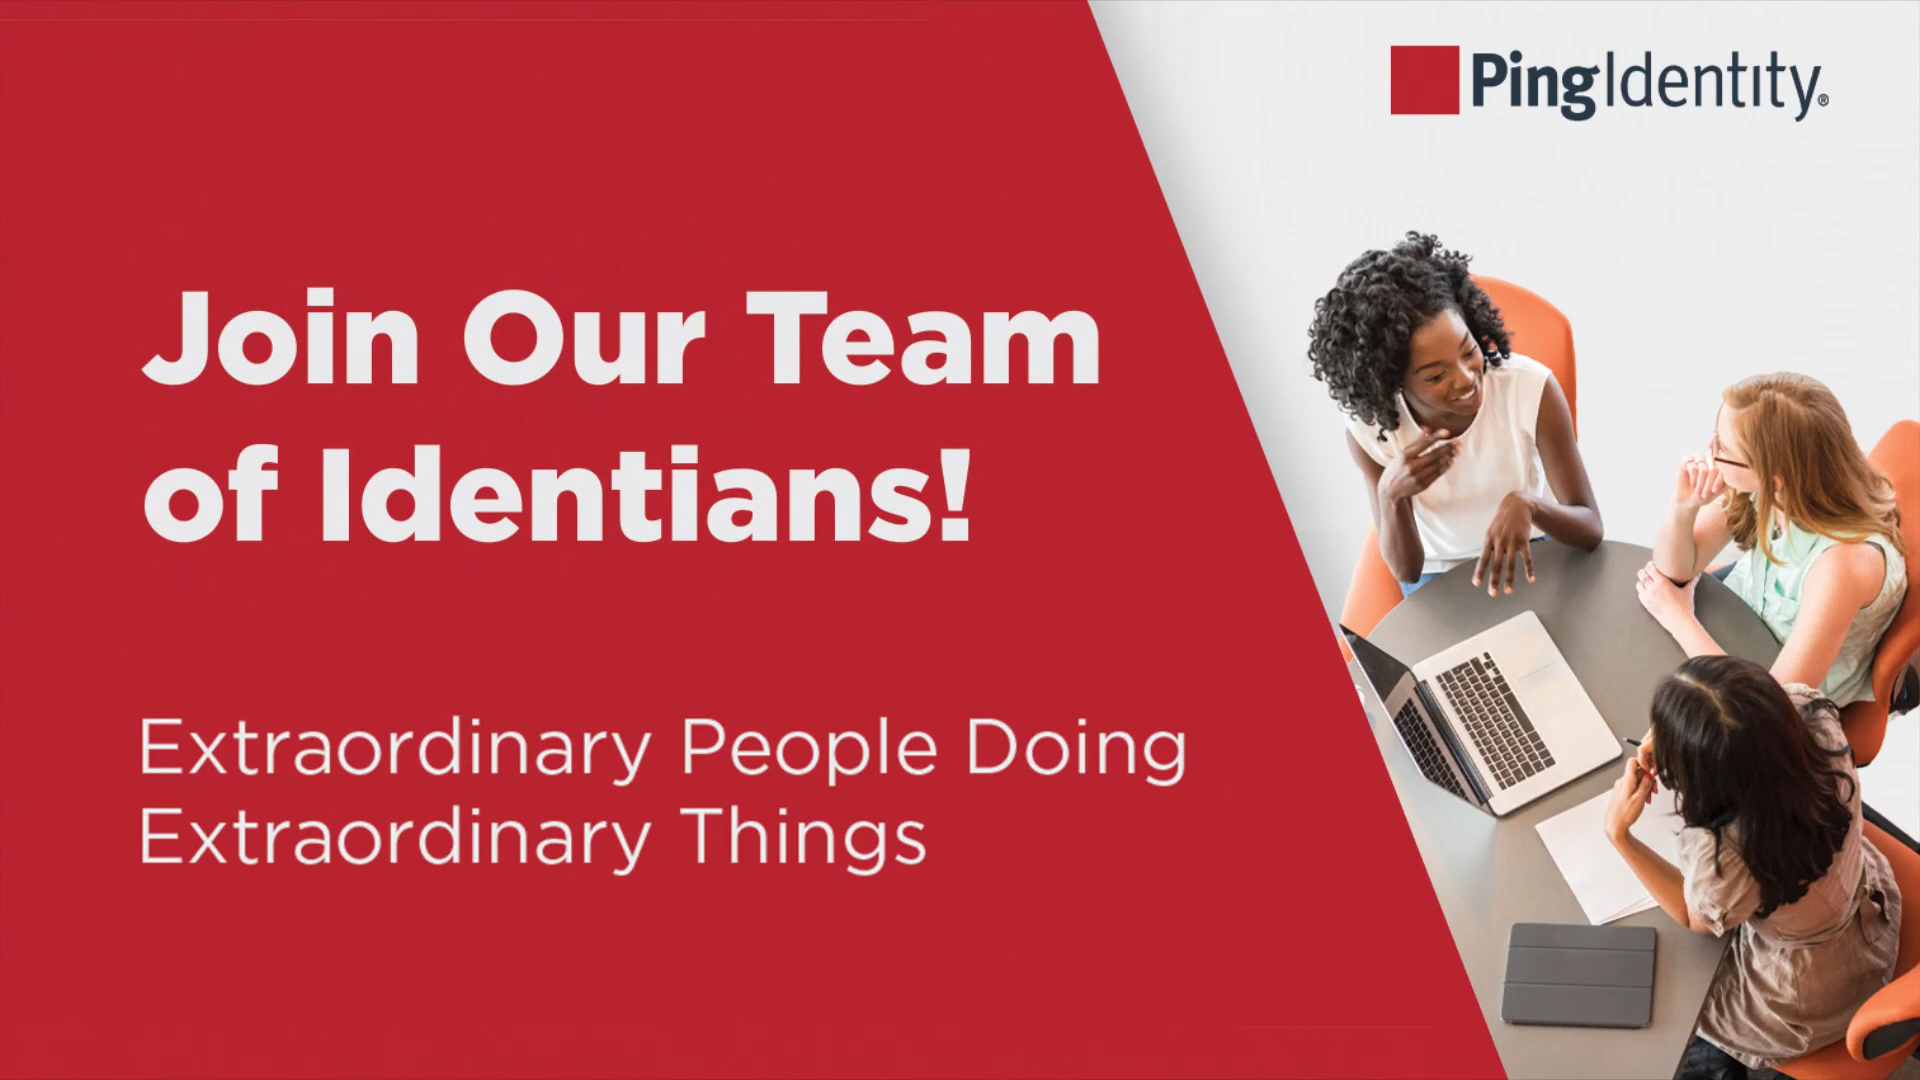 PingIdentity®
Join Our Team
of Identians!
Extraordinary People Doing
Extraordinary Things